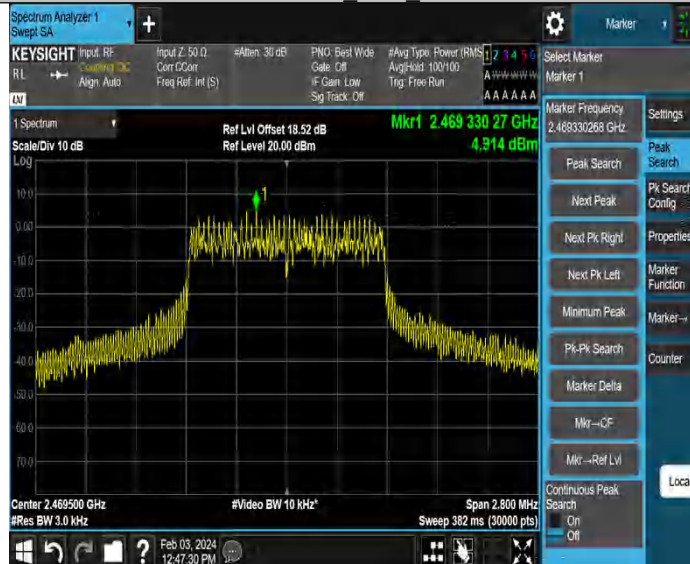 Spectrum Analyzer 1
Swept SA
+
Marker
KEYSIGHT Input: RF Input Z: 50 Ω #Atten: 30 dB PNO: Best Wide #Avg Type: Power (RMS 1 2 3 4 5 6
RL Coupling: DC Corr CCorr Gate: Off Avg|Hold: 100/100 A W W W W W
Align: Auto Freq Ref: Int (S) IF Gain: Low Trig: Free Run
Sig Track: Off A A A A A A
Select Marker
Marker 1
1 Spectrum
Scale/Div 10 dB
Log
Ref Lvl Offset 18.52 dB
Ref Level 20.00 dBm
Mkr1 2.469 330 27 GHz
4.914 dBm
1
10.0
0.00
-10.0
-20.0
-30.0
-40.0
-50.0
-60.0
-70.0
Center 2.469500 GHz #Video BW 10 kHz* Span 2.800 MHz
#Res BW 3.0 kHz Sweep 382 ms (30000 pts)
Marker Frequency
2.469330268 GHz
Peak Search
Next Peak
Next Pk Right
Next Pk Left
Minimum Peak
Pk-Pk Search
Marker Delta
Mkr→CF
Mkr→Ref Lvl
Continuous Peak
Search
On
Off
Settings
Peak
Search
Pk Search
Config
Properties
Marker
Function
Marker→
Counter
Loca
? Feb 03, 2024
12:47:30 PM